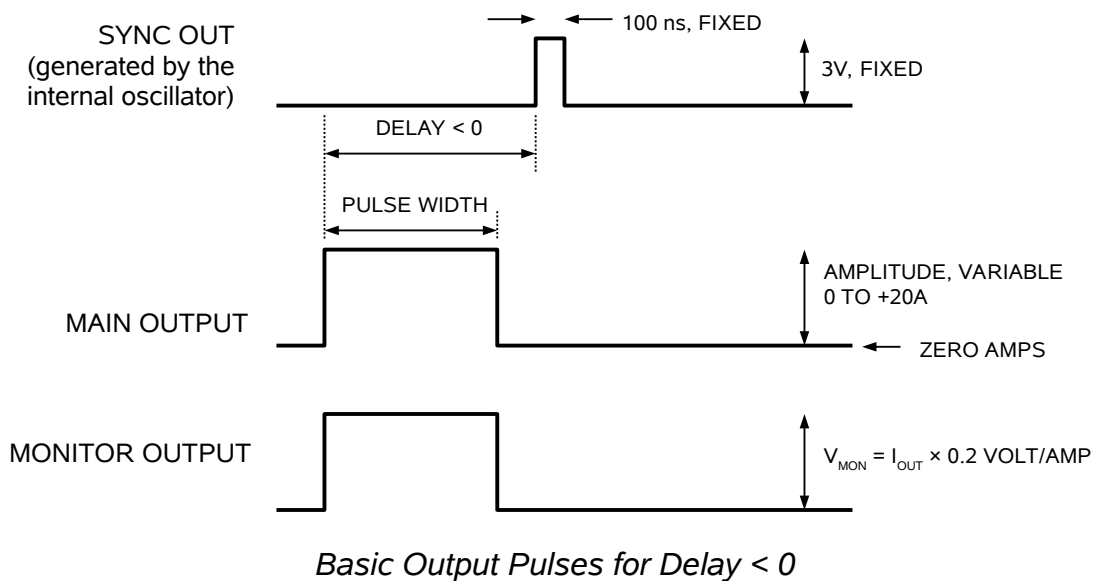 SYNC OUT
(generated by the
internal oscillator)
100 ns, FIXED
3V, FIXED
DELAY < 0
PULSE WIDTH
MAIN OUTPUT
AMPLITUDE, VARIABLE
0 TO +20A
ZERO AMPS
MONITOR OUTPUT
VMON = IOUT × 0.2 VOLT/AMP
Basic Output Pulses for Delay < 0